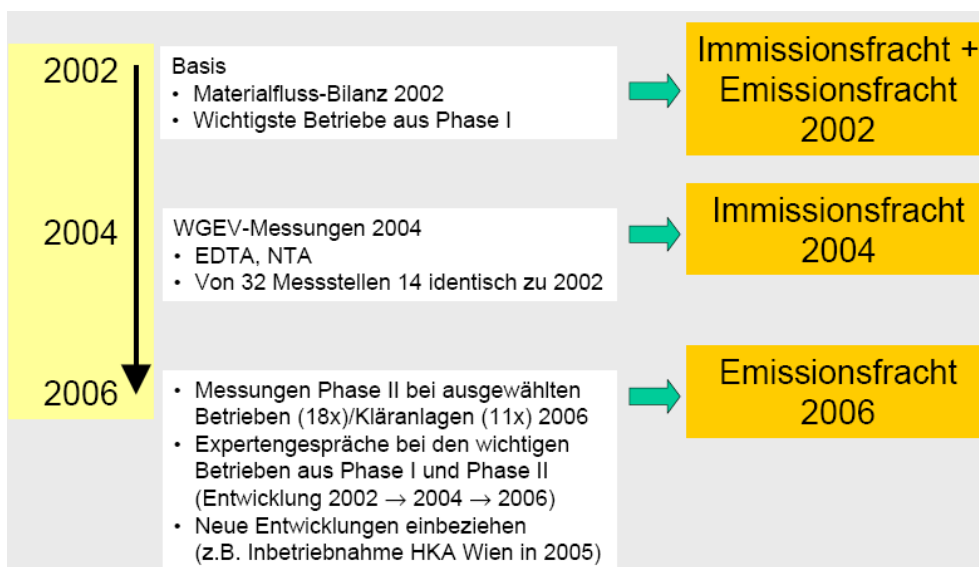 2002
Basis
• Materialfluss-Bilanz 2002
• Wichtigste Betriebe aus Phase I
Immissionsfracht +
Emissionsfracht
2002
2004
WGEV-Messungen 2004
• EDTA, NTA
• Von 32 Messstellen 14 identisch zu 2002
Immissionsfracht
2004
2006
• Messungen Phase II bei ausgewählten
Betrieben (18x)/Kläranlagen (11x) 2006
• Expertengespräche bei den wichtigen
Betrieben aus Phase I und Phase II
(Entwicklung 2002 → 2004 → 2006)
• Neue Entwicklungen einbeziehen
(z.B. Inbetriebnahme HKA Wien in 2005)
Emissionsfracht
2006